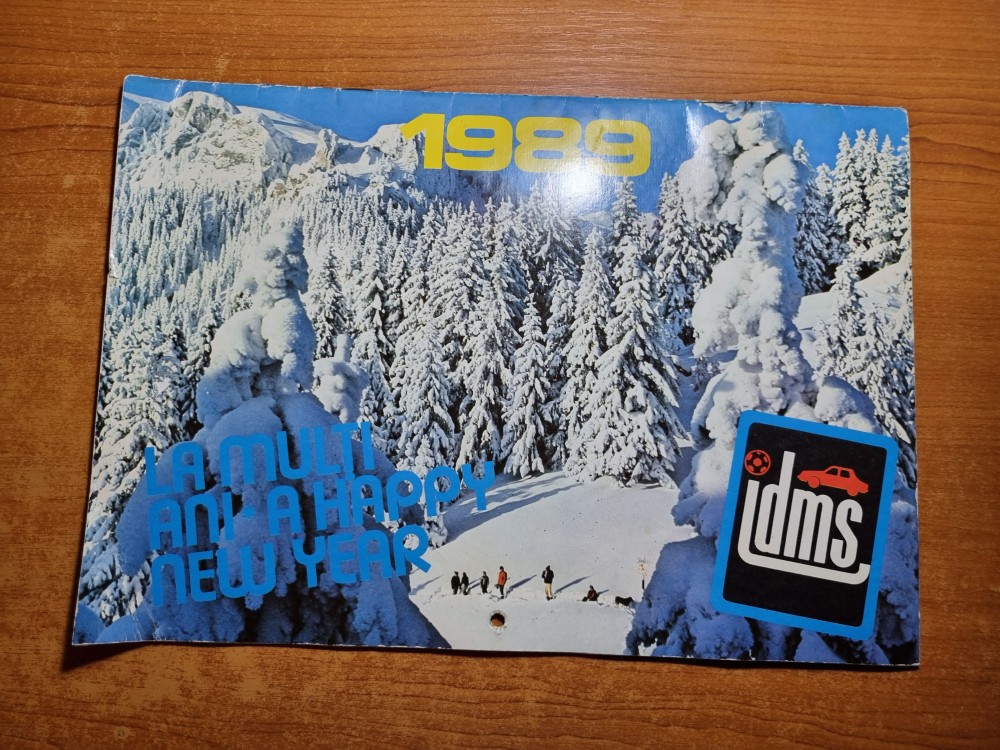 1989
LA MULTI
ANI·A HAPPY
NEW YEAR
idms